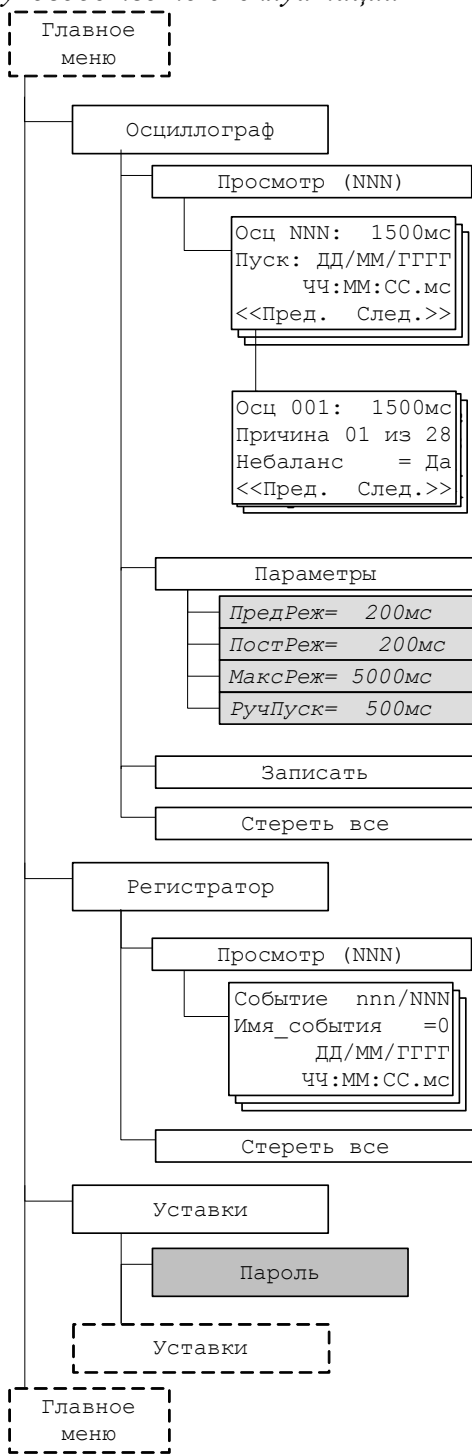 Главное
меню
Осциллограф
Просмотр (NNN)
Осц NNN: 1500мс
Пуск: ДД/ММ/ГГГГ
ЧЧ:ММ:СС.мс
<<Пред. След.>>
Осц 001: 1500мс
Причина 01 из 28
Небаланс = Да
<<Пред. След.>>
Параметры
ПредРеж= 200мс
ПостРеж= 200мс
МаксРеж= 5000мс
РучПуск= 500мс
Записать
Стереть все
Регистратор
Просмотр (NNN)
Событие nnn/NNN
Имя_события =0
ДД/ММ/ГГГГ
ЧЧ:ММ:СС.мс
Стереть все
Уставки
Пароль
Уставки
Главное
меню